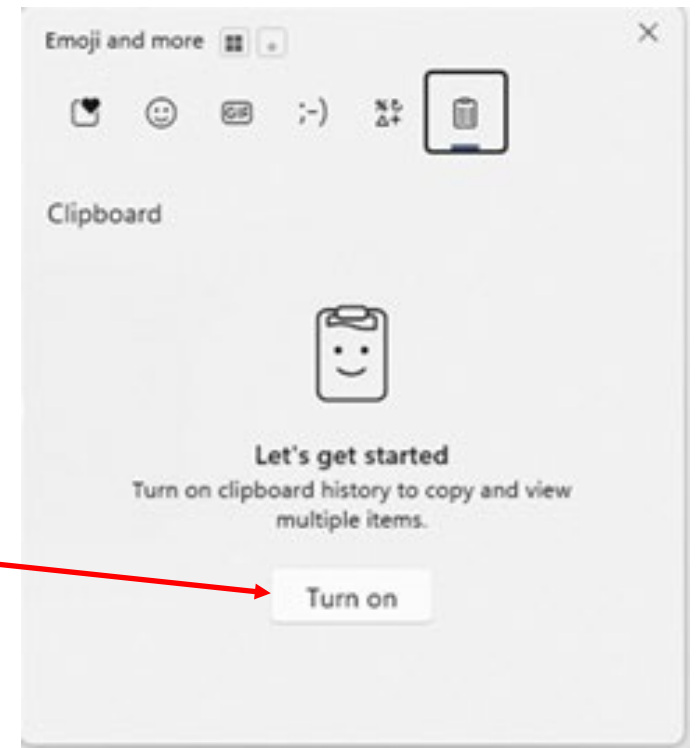 Emoji and more .
GIF ;-)
Clipboard
Let's get started
Turn on clipboard history to copy and view
multiple items.
Turn on